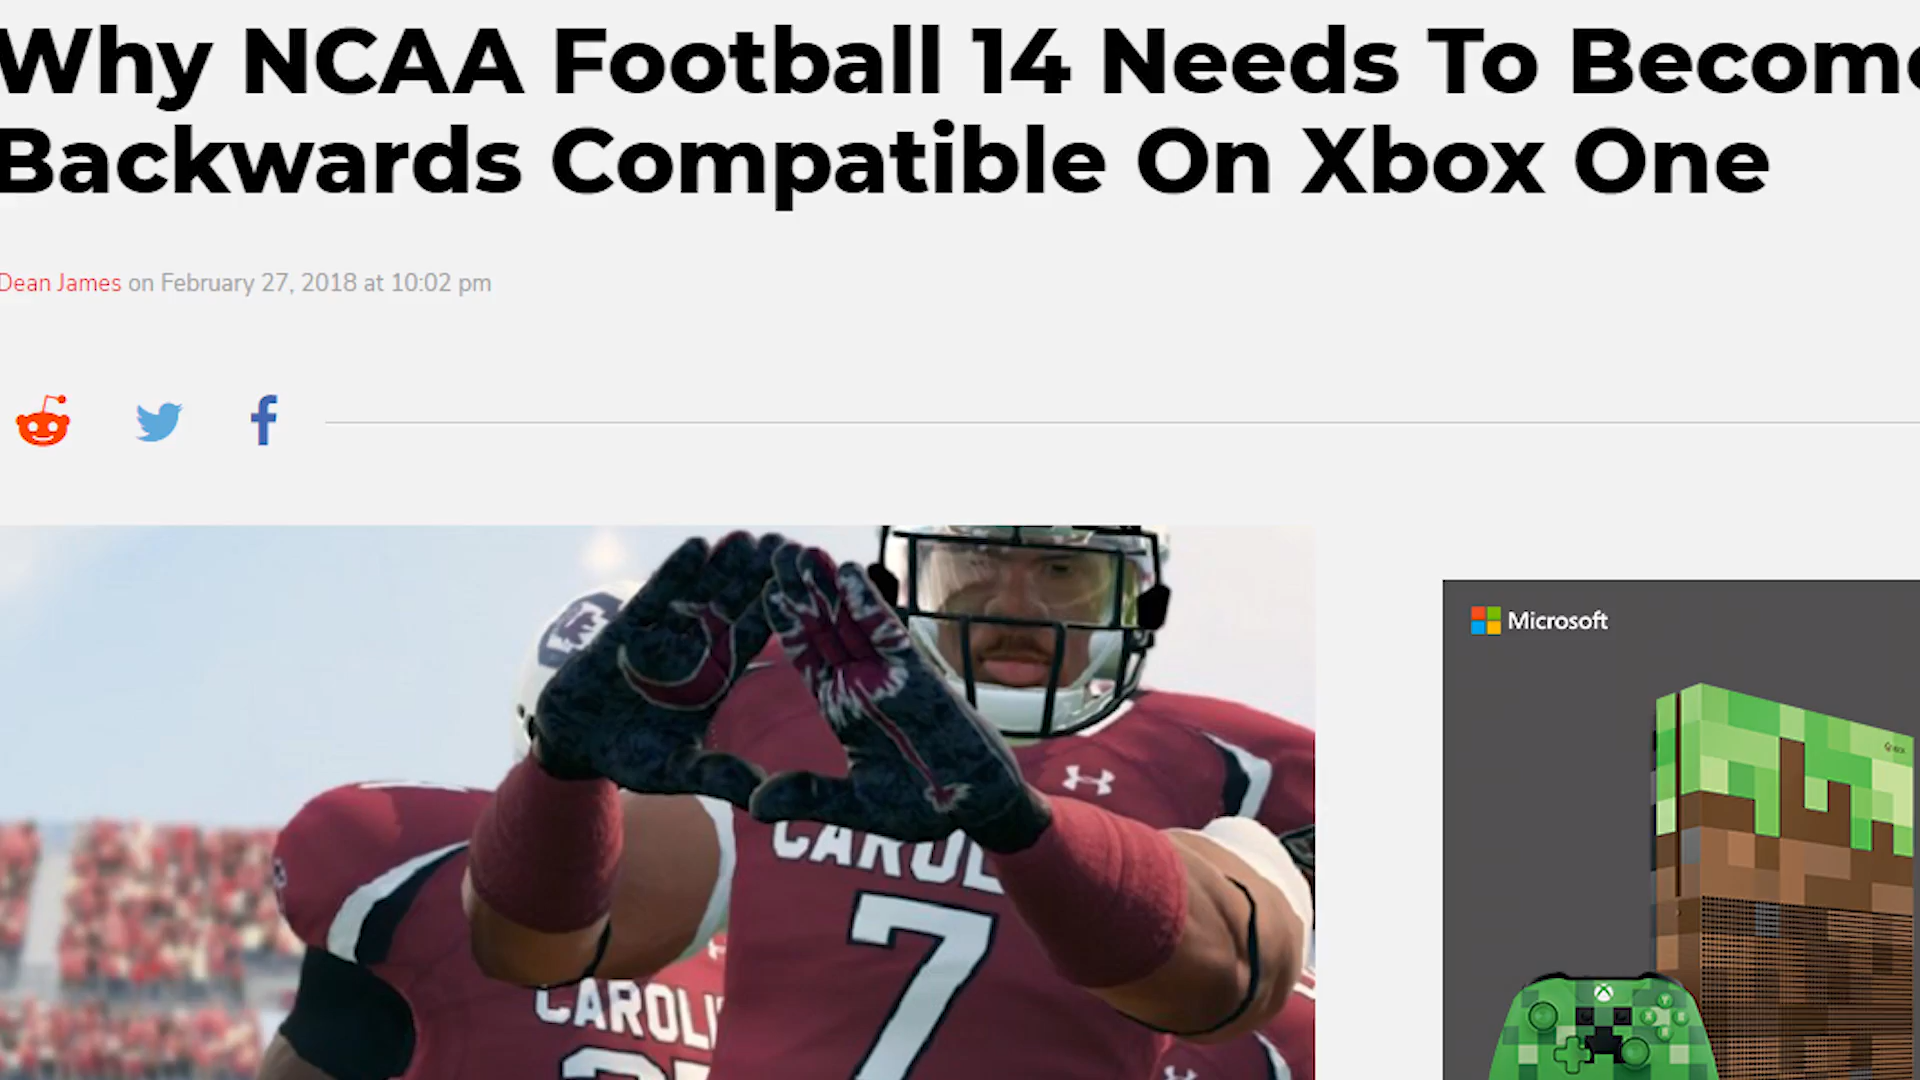 Why NCAA Football 14 Needs To Become
Backwards Compatible On Xbox One
Dean James on February 27, 2018 at 10:02 pm
Microsoft
CAROL
7
CAROLI